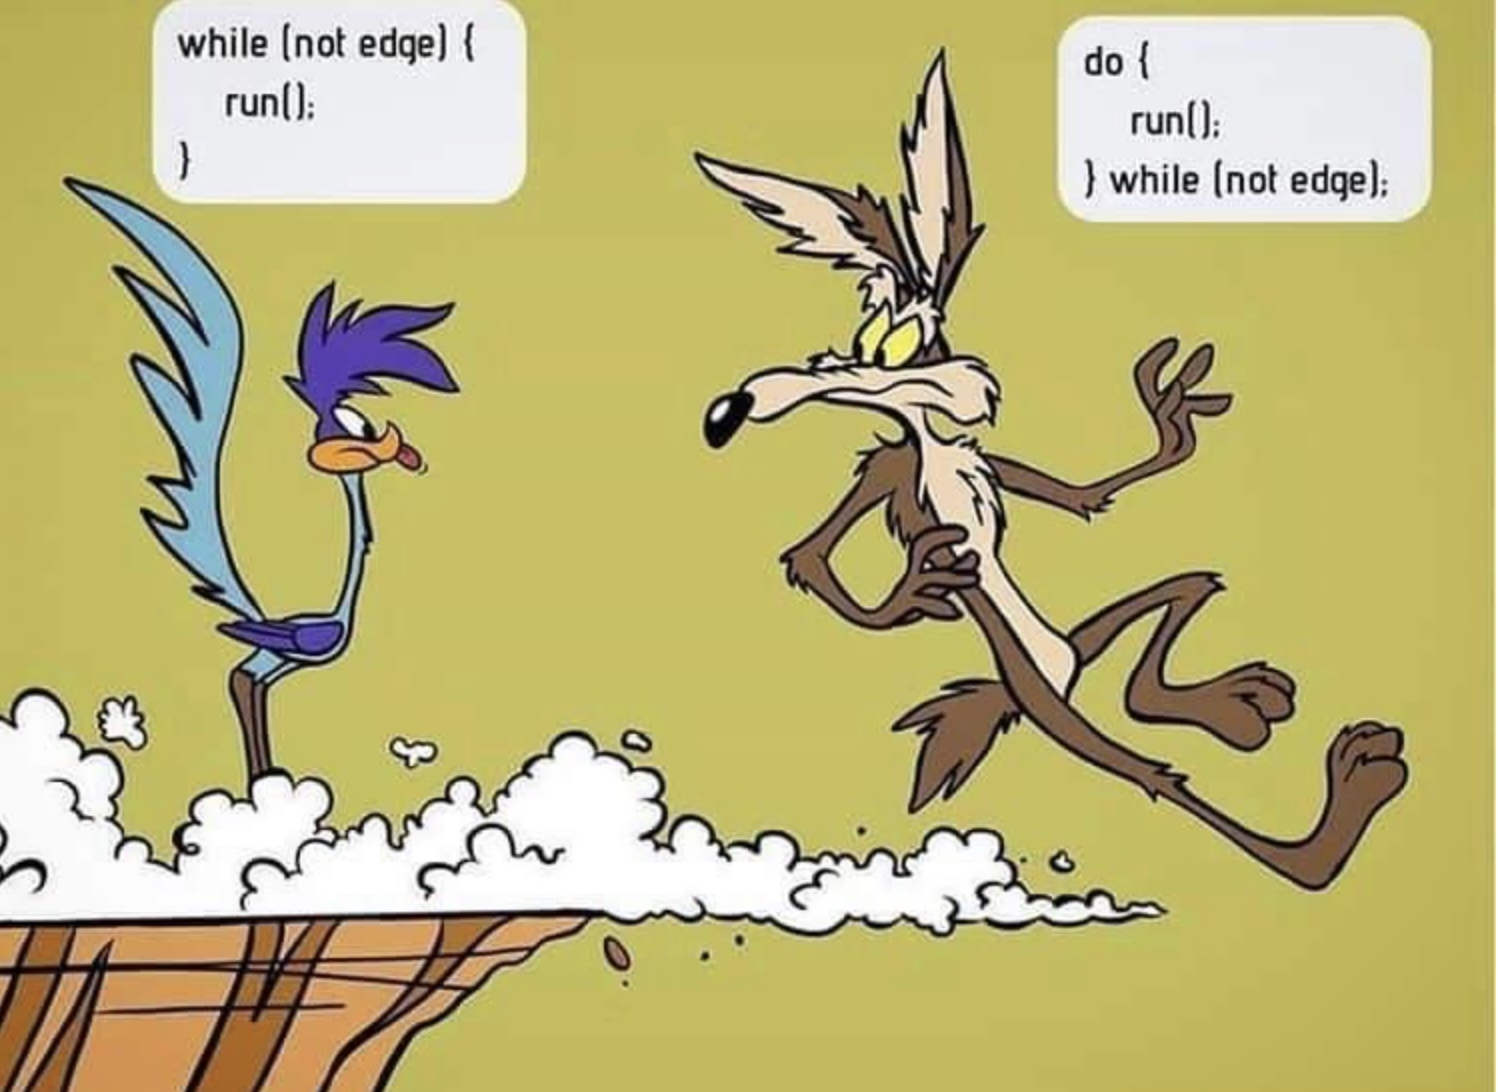 while (not edge) {
run();
}
do {
run();
} while (not edge);